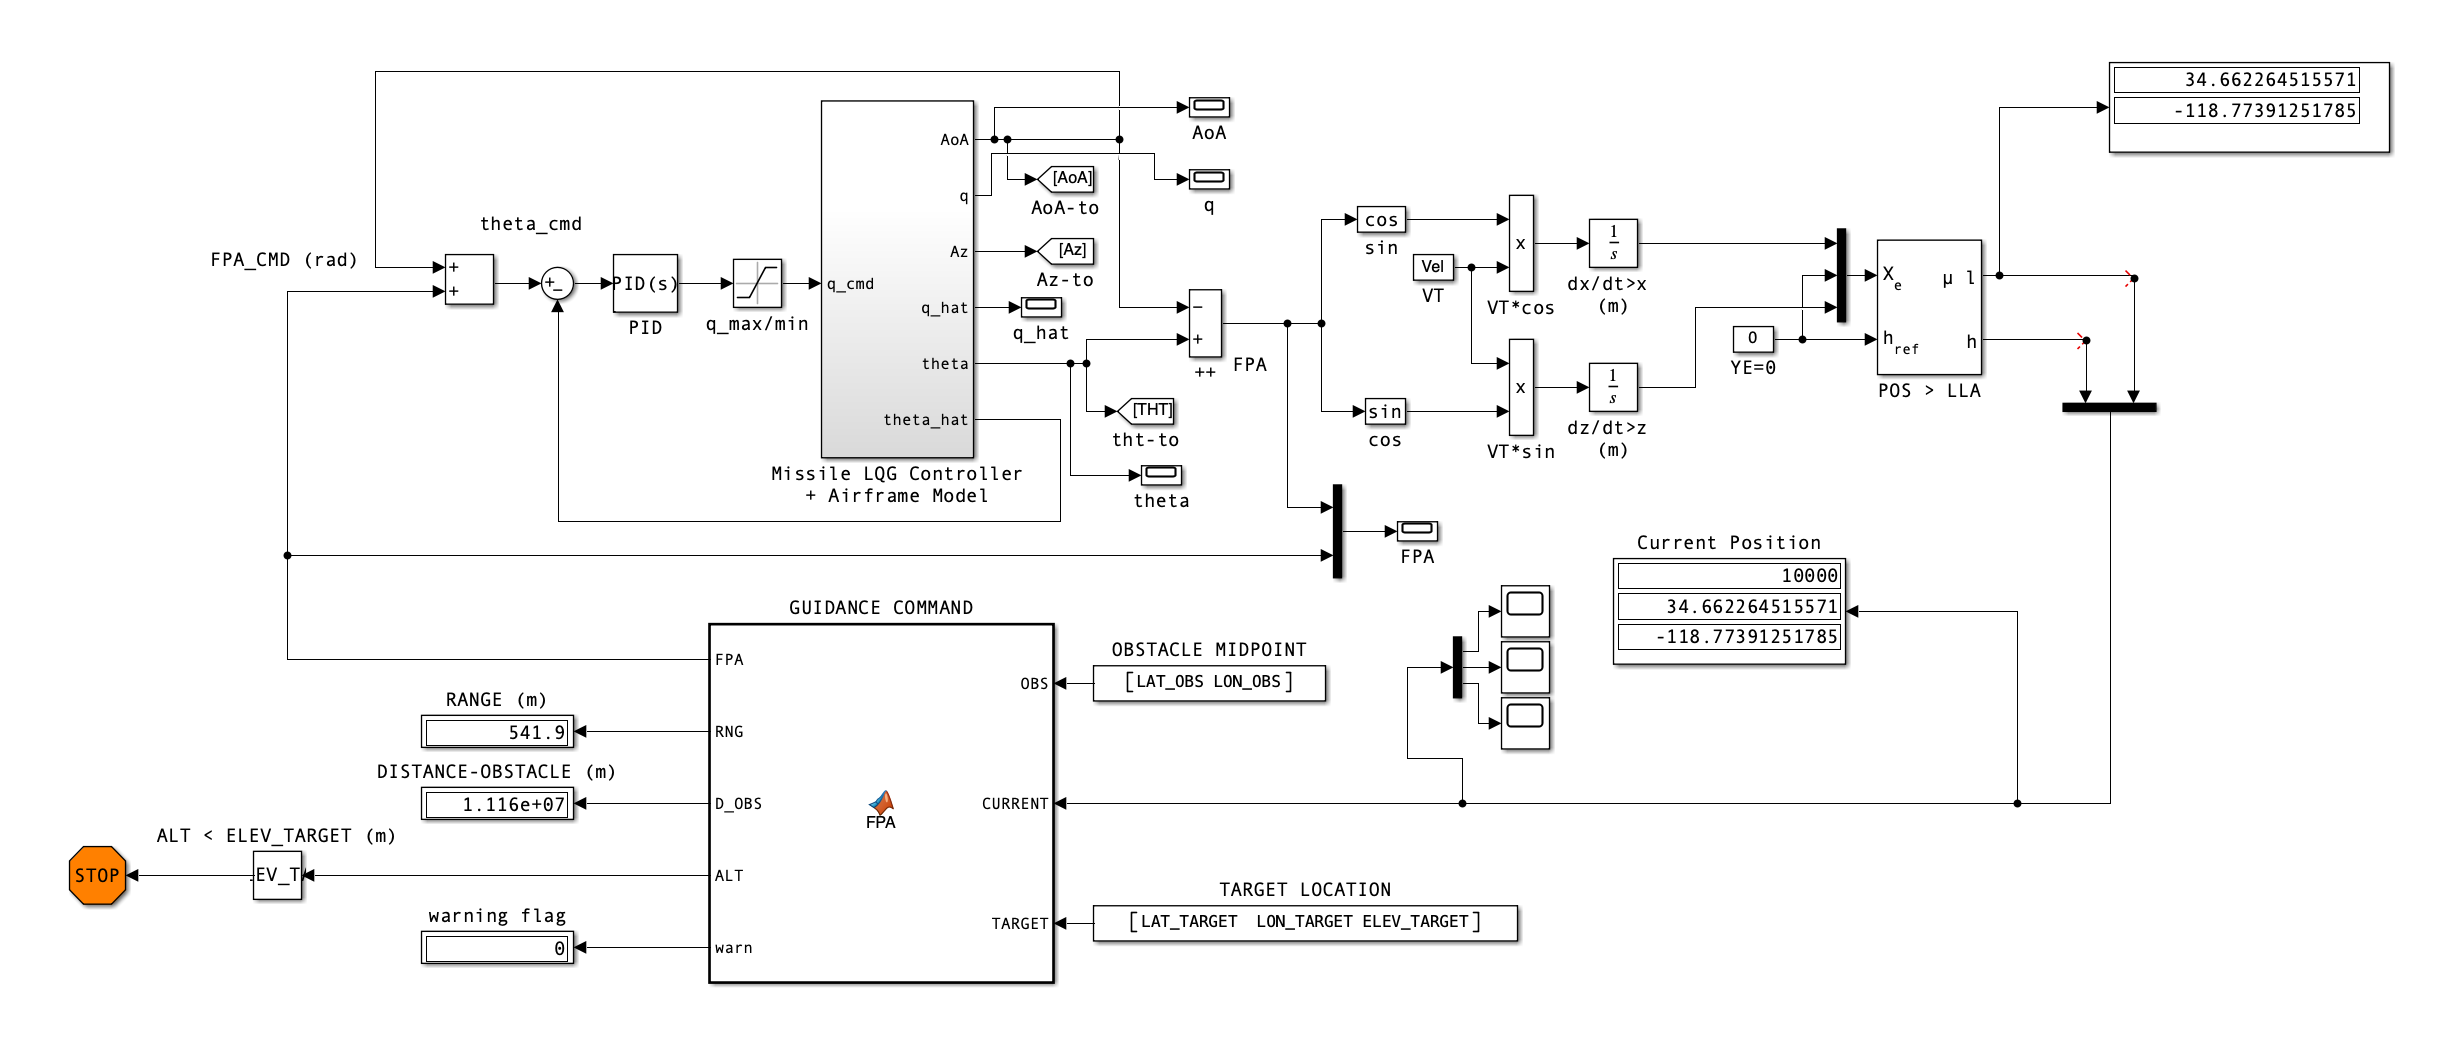 34.662264515571
-118.77391251785
AoA
AoA
[AoA]
AoA-to
q
q
theta_cmd
FPA_CMD (rad)
+
+
+
-
PID(s)
PID
q_max/min
q_cmd
Az
[Az]
Az-to
q_hat
q_hat
theta
theta_hat
Missile LQG Controller
+ Airframe Model
[THT]
tht-to
theta
-
+
++
FPA
cos
sin
Vel
VT
x
VT*cos
1
s
dx/dt>x
(m)
sin
cos
x
VT*sin
1
s
dz/dt>z
(m)
0
YE=0
Xe
href
μ l
h
POS > LLA
FPA
Current Position
10000
34.662264515571
-118.77391251785
GUIDANCE COMMAND
FPA
RNG
D_OBS
ALT
warn
FPA
OBS
CURRENT
TARGET
OBSTACLE MIDPOINT
[LAT_OBS LON_OBS]
RANGE (m)
541.9
DISTANCE-OBSTACLE (m)
1.116e+07
ALT < ELEV_TARGET (m)
STOP
EV_T
warning flag
0
TARGET LOCATION
[LAT_TARGET LON_TARGET ELEV_TARGET]